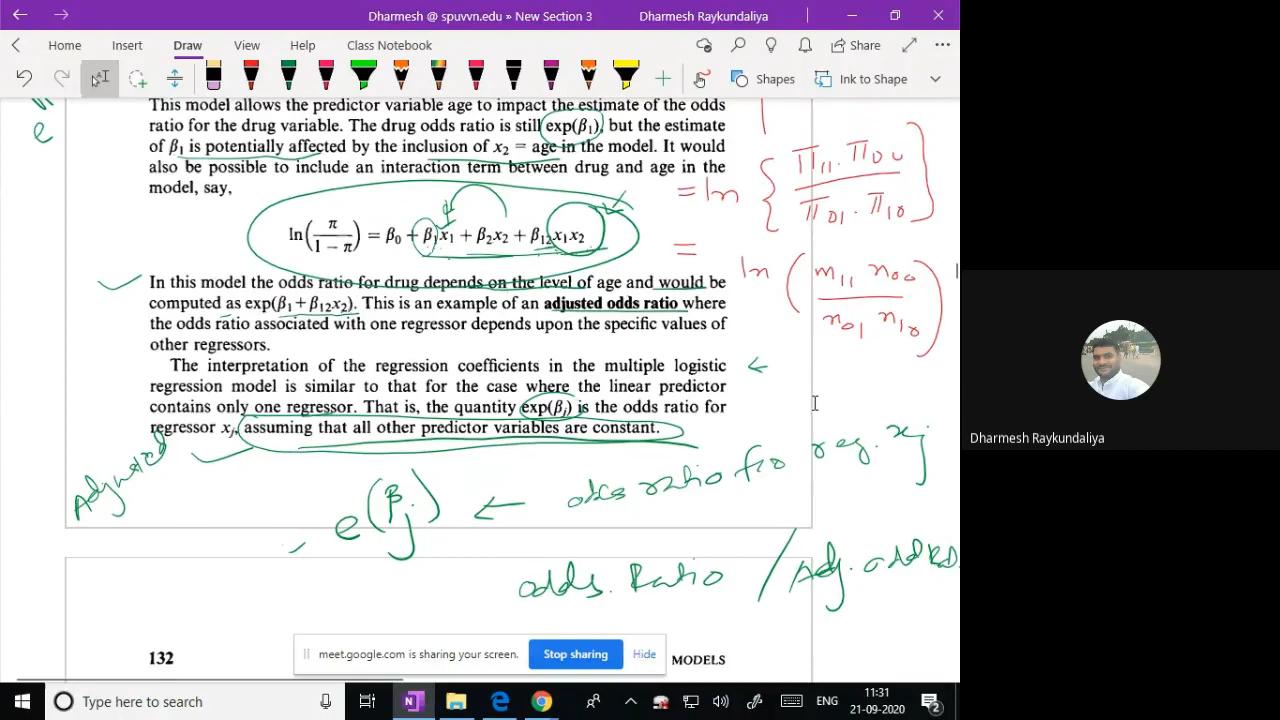 Dharmesh @ spuvvn.edu » New Section 3
Dharmesh Raykundaliya
Home Insert Draw View Help Class Notebook
Share
Shapes
Ink to Shape
e
This model allows the predictor variable age to impact the estimate of the odds
ratio for the drug variable. The drug odds ratio is still exp(β₁), but the estimate
of β₁ is potentially affected by the inclusion of x₂ = age in the model. It would
also be possible to include an interaction term between drug and age in the
model, say,
ln(π/(1 − π)) = β₀ + β₁x₁ + β₂x₂ + β₁₂x₁x₂
In this model the odds ratio for drug depends on the level of age and would be
computed as exp(β₁ + β₁₂x₂). This is an example of an adjusted odds ratio where
the odds ratio associated with one regressor depends upon the specific values of
other regressors.
The interpretation of the regression coefficients in the multiple logistic
regression model is similar to that for the case where the linear predictor
contains only one regressor. That is, the quantity exp(βⱼ) is the odds ratio for
regressor xⱼ, assuming that all other predictor variables are constant.
= ln { π₁₁ · π₀₀ / π₀₁ · π₁₀ }
=
ln ( n₁₁ n₀₀ / n₀₁ n₁₀ )
Adjusted
e^(βⱼ) ← odds ratio for reg. xⱼ
odds. Ratio / Adj.
132
MODELS
meet.google.com is sharing your screen.
Stop sharing
Hide
Dharmesh Raykundaliya
Type here to search
ENG
11:31
21-09-2020
2